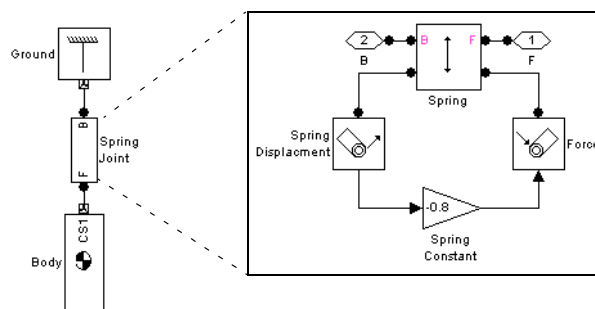 Ground
B
Spring
Joint
F
CS1
Body
2
B
B
F
1
F
Spring
Spring
Displacment
Force
-0.8
Spring
Constant